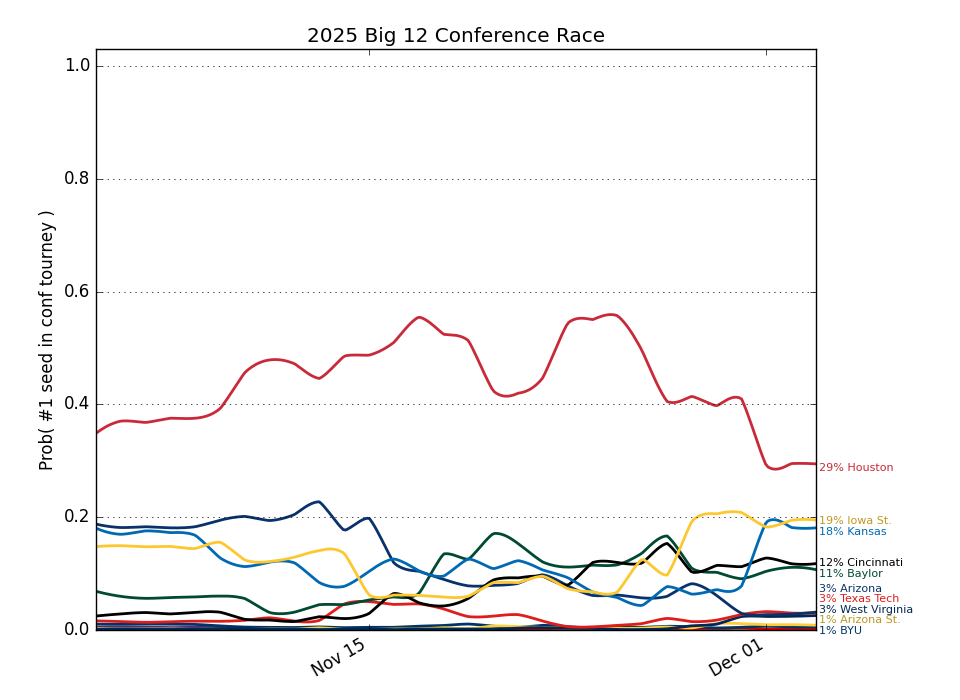 2025 Big 12 Conference Race
Prob( #1 seed in conf tourney )
1.0
0.8
0.6
0.4
0.2
0.0
Nov 15
Dec 01
29% Houston
19% Iowa St.
18% Kansas
12% Cincinnati
11% Baylor
3% Arizona
3% Texas Tech
3% West Virginia
1% Arizona St.
1% BYU